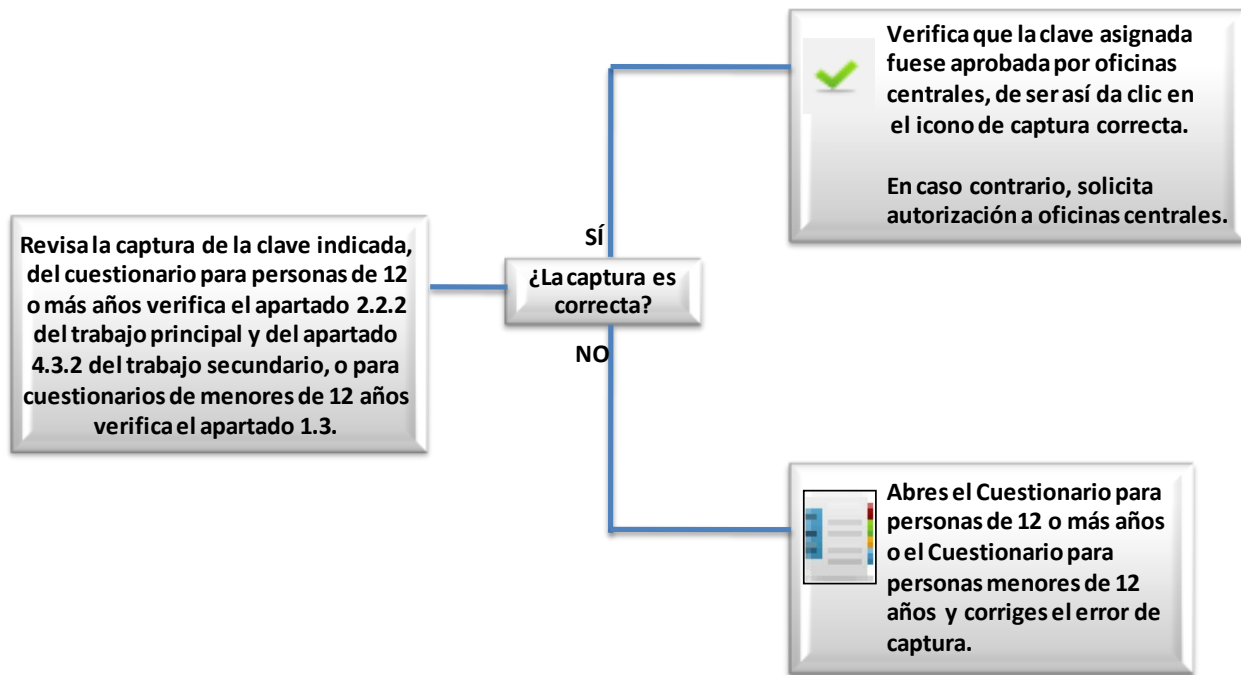 Revisa la captura de la clave indicada,
del cuestionario para personas de 12
o más años verifica el apartado 2.2.2
del trabajo principal y del apartado
4.3.2 del trabajo secundario, o para
cuestionarios de menores de 12 años
verifica el apartado 1.3.
¿La captura es
correcta?
SÍ
Verifica que la clave asignada
fuese aprobada por oficinas
centrales, de ser así da clic en
el icono de captura correcta.
En caso contrario, solicita
autorización a oficinas centrales.
NO
Abres el Cuestionario para
personas de 12 o más años
o el Cuestionario para
personas menores de 12
años y corriges el error de
captura.